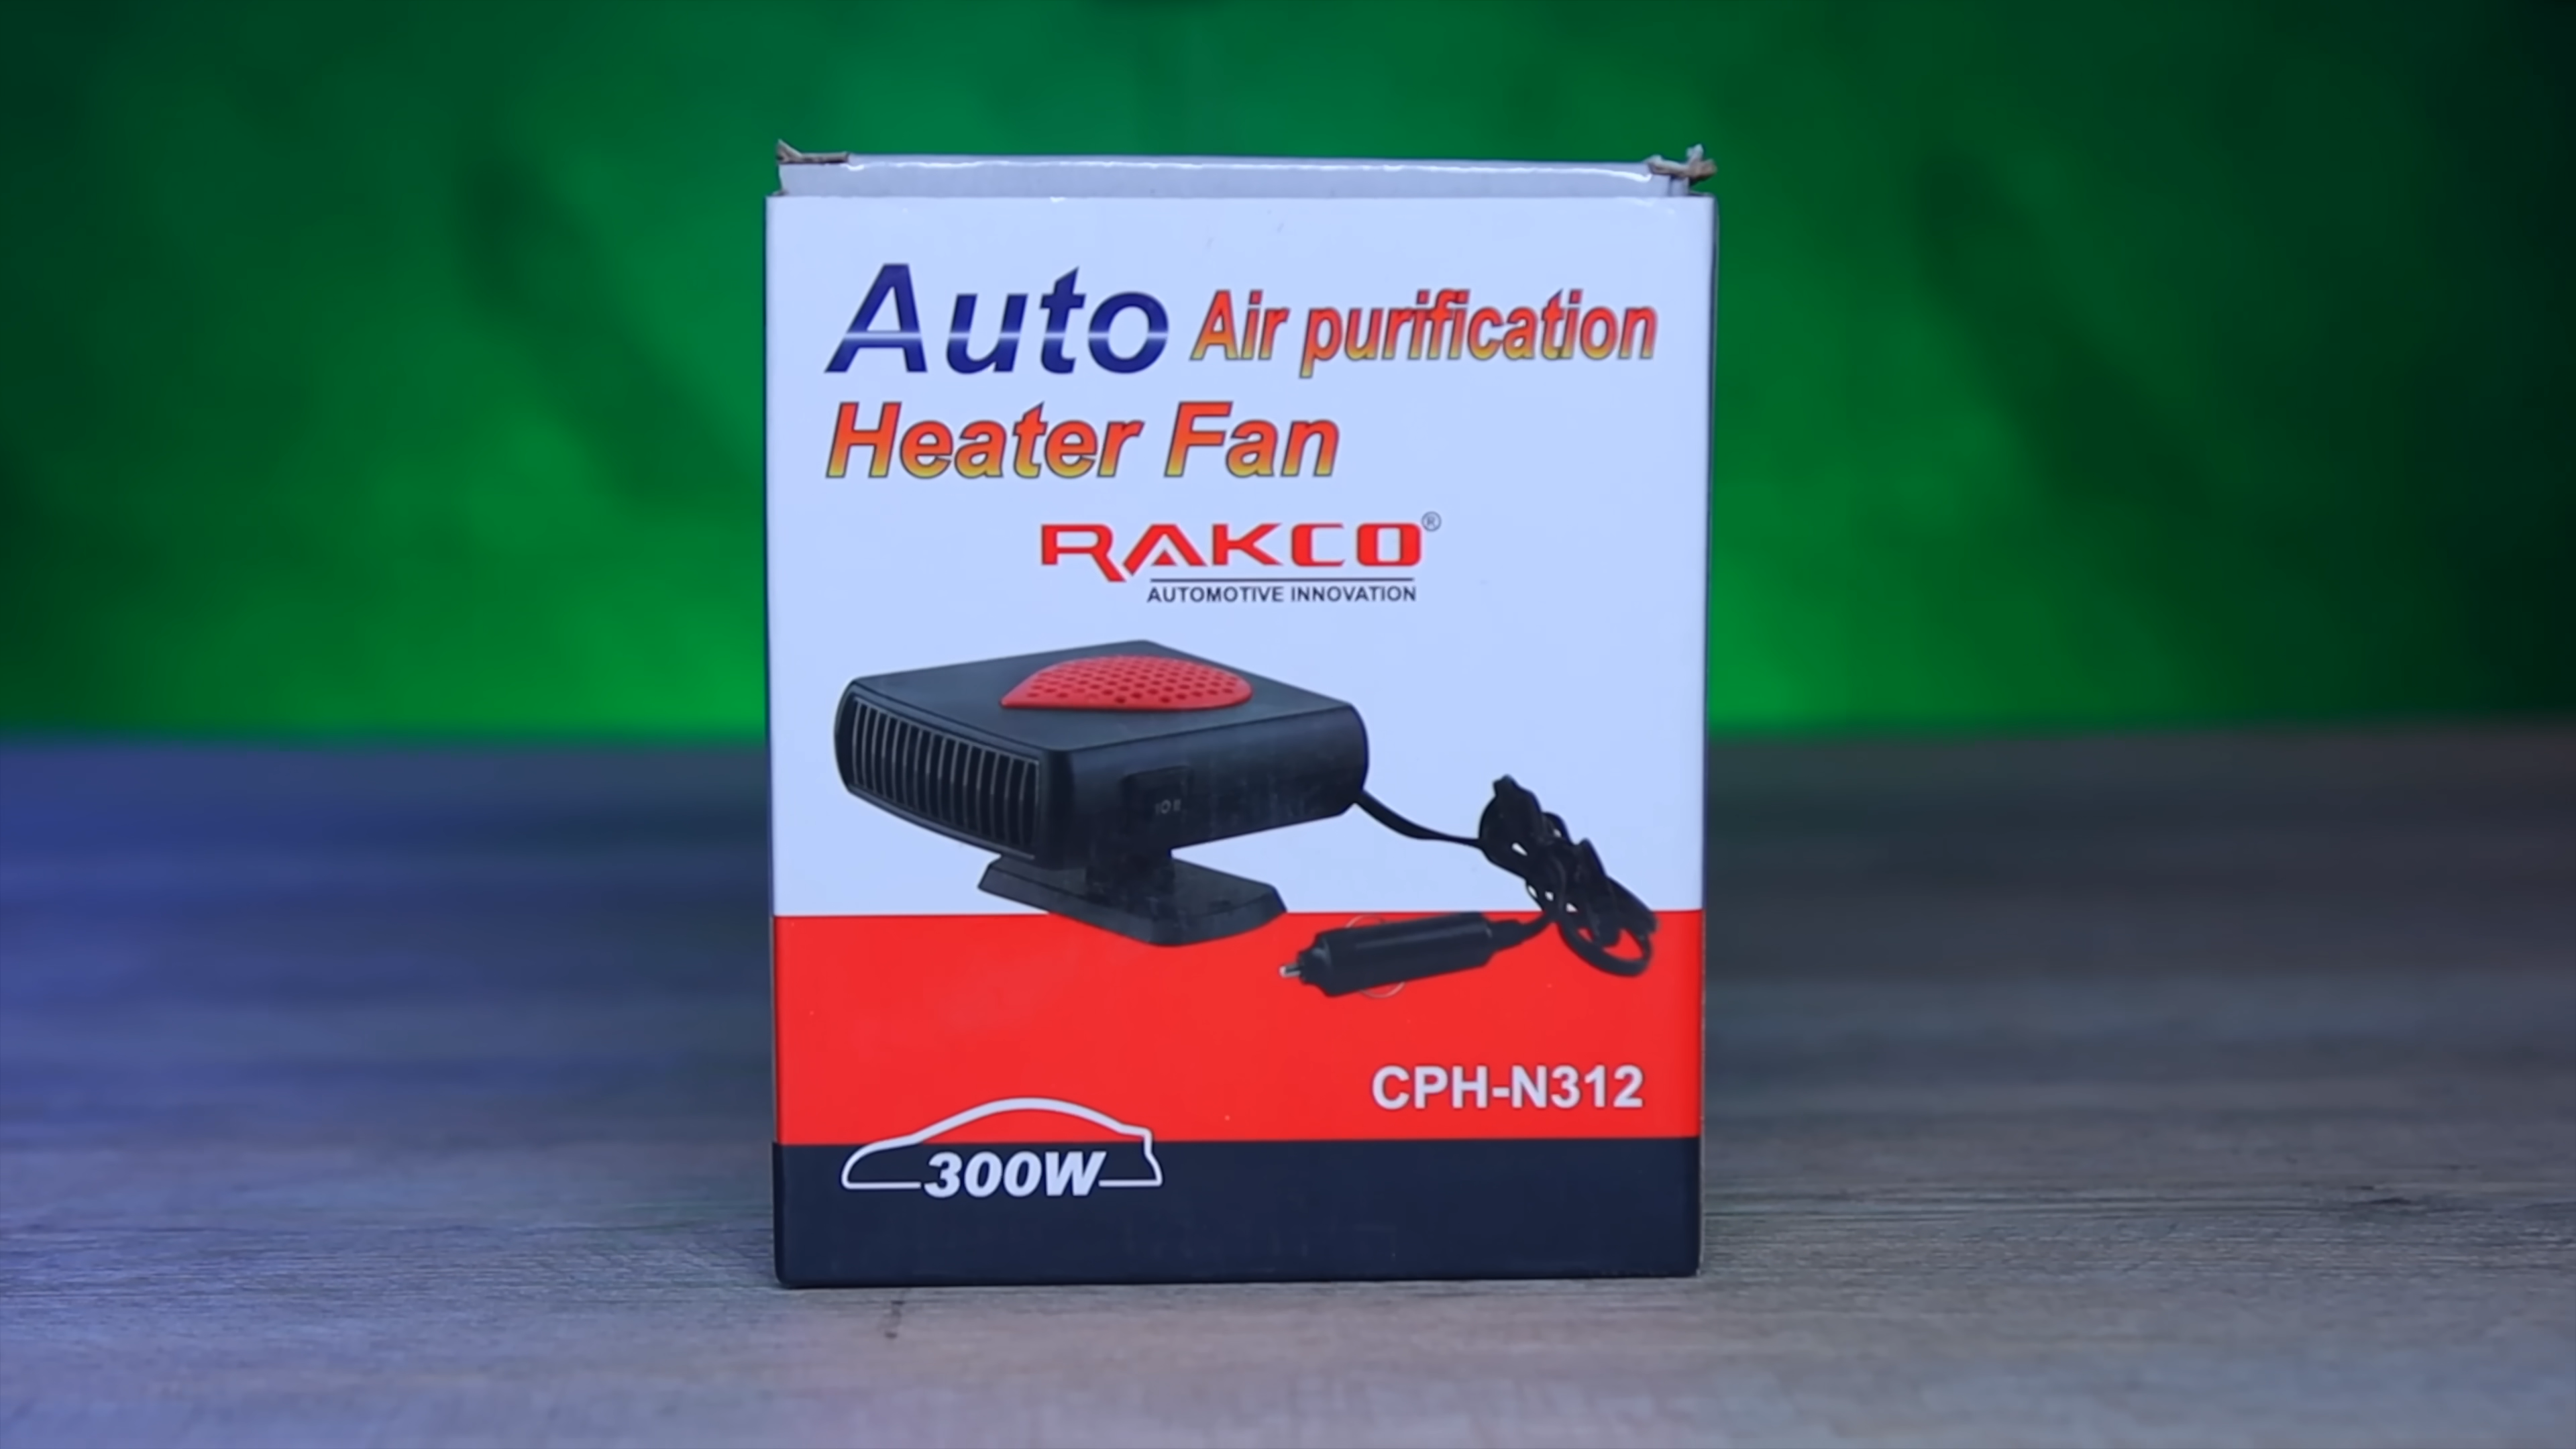 Auto Air purification
Heater Fan
RAKCO®
AUTOMOTIVE INNOVATION
CPH-N312
300W